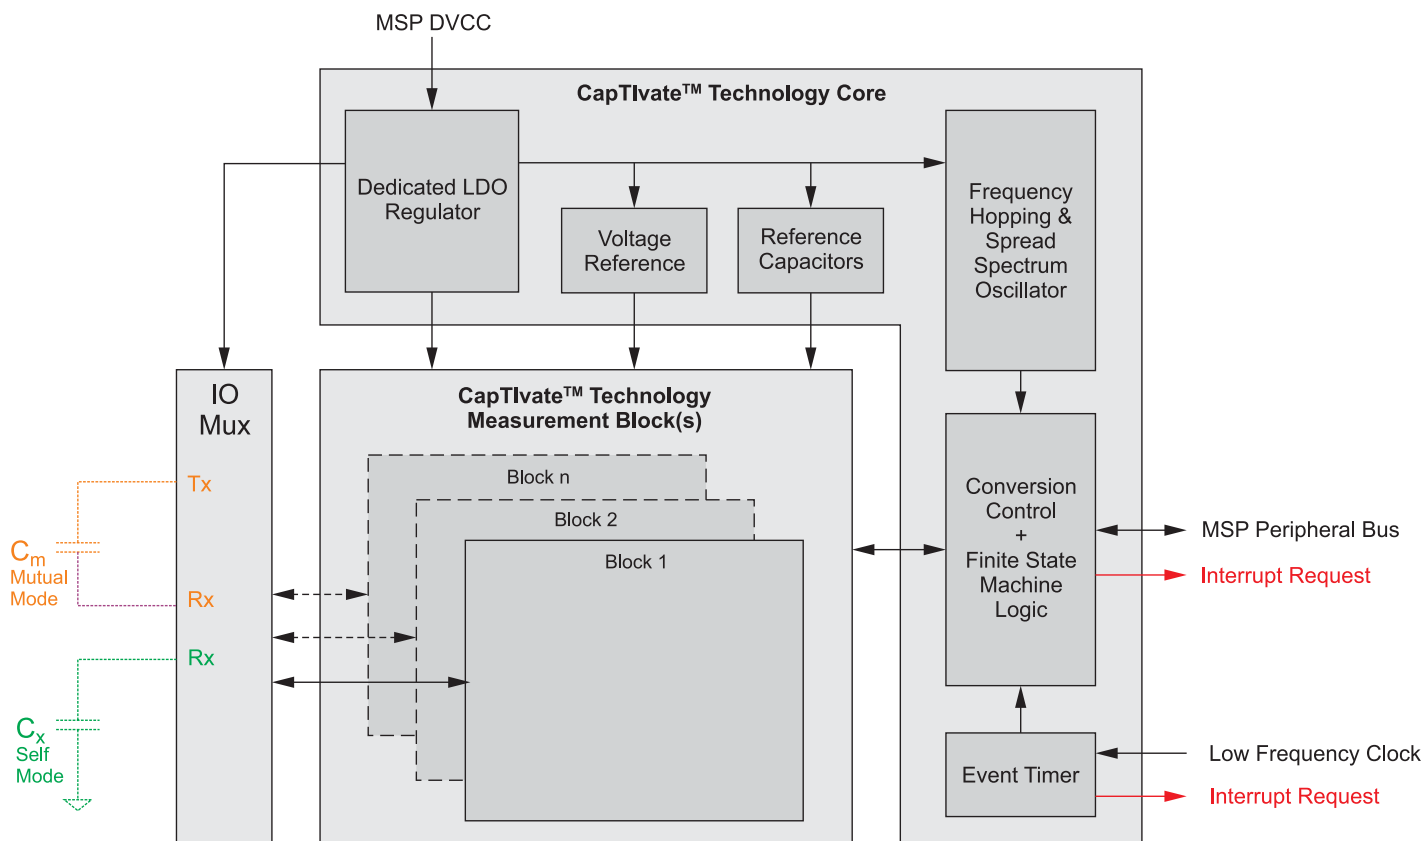 MSP DVCC
CapTIvate™ Technology Core
Dedicated LDO
Regulator
Voltage
Reference
Reference
Capacitors
Frequency
Hopping &
Spread
Spectrum
Oscillator
IO
Mux
Tx
Rx
Rx
Cm
Mutual
Mode
Cx
Self
Mode
CapTIvate™ Technology
Measurement Block(s)
Block n
Block 2
Block 1
Conversion
Control
+
Finite State
Machine
Logic
MSP Peripheral Bus
Interrupt Request
Event Timer
Low Frequency Clock
Interrupt Request